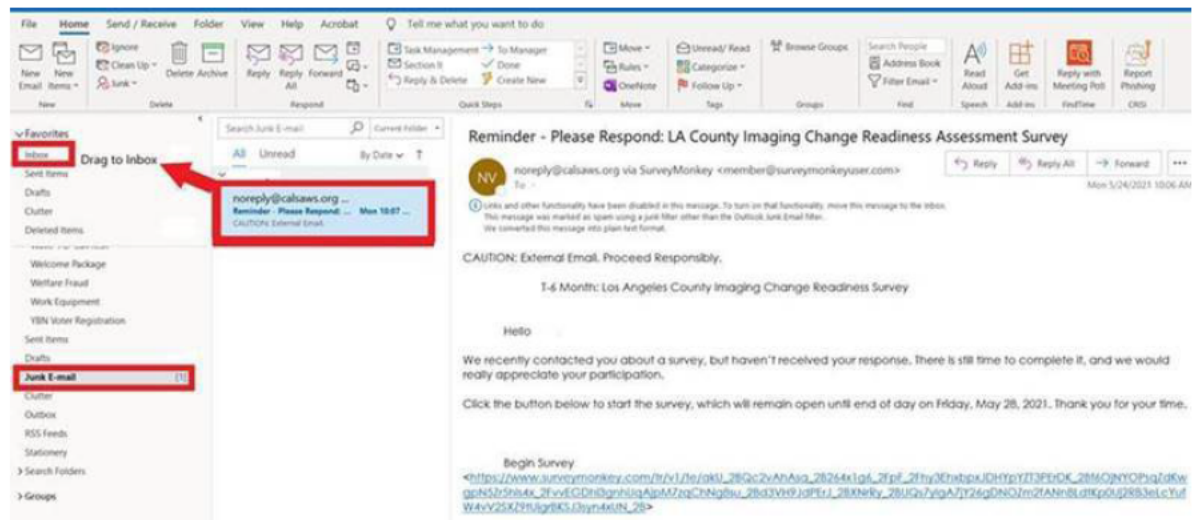 File Home Send / Receive Folder View Help Acrobat Tell me what you want to do
Ignore
Clean Up
Junk
New Email
New Items
Delete Archive
Reply Reply All Forward
Task Management To Manager
Section It Done
Reply & Delete Create New
Move
Rules
OneNote
Unread/ Read
Categorize
Follow Up
Browse Groups
Search People
Address Book
Filter Email
Read Aloud
Get Add-ins
Reply with Meeting Poll
Report Phishing
New Delete Respond Quick Steps Move Tags Groups Find Speech Add-ins FindTime
Favorites
Inbox
Drag to Inbox
Sent Items
Drafts
Clutter
Deleted Items
Welcome Package
Welfare Fraud
Work Equipment
YBN Voter Registration
Sent Items
Drafts
Junk E-mail [1]
Clutter
Outbox
RSS Feeds
Stationery
Search Folders
Groups
Search Junk E-mail Current Folder
All Unread By Date
noreply@calsaws.org ...
Reminder - Please Respond: ... Mon 10:07 ...
CAUTION: External Email.
Reminder - Please Respond: LA County Imaging Change Readiness Assessment Survey
NV
noreply@calsaws.org via SurveyMonkey <member@surveymonkeyuser.com>
To
Reply Reply All Forward ...
Mon 5/24/2021 10:06 AM
Links and other functionality have been disabled in this message. To turn on that functionality, move this message to the Inbox.
This message was marked as spam using a junk filter other than the Outlook Junk Email filter.
We converted this message into plain text format.
CAUTION: External Email. Proceed Responsibly.
T-6 Month: Los Angeles County Imaging Change Readiness Survey
Hello
We recently contacted you about a survey, but haven't received your response. There is still time to complete it, and we would
really appreciate your participation.
Click the button below to start the survey, which will remain open until end of day on Friday, May 28, 2021. Thank you for your time.
Begin Survey